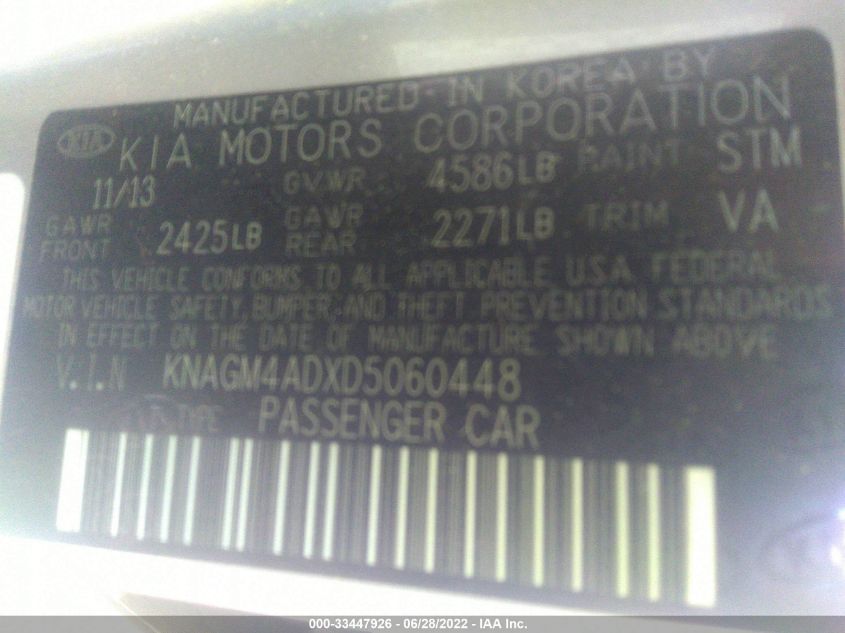 MANUFACTURED IN KOREA BY
KIA KIA MOTORS CORPORATION
11/13 GVWR 4586LB PAINT STM
GAWR FRONT 2425LB GAWR REAR 2271LB TRIM VA
THIS VEHICLE CONFORMS TO ALL APPLICABLE U.S.A. FEDERAL
MOTOR VEHICLE SAFETY, BUMPER, AND THEFT PREVENTION STANDARDS
IN EFFECT ON THE DATE OF MANUFACTURE SHOWN ABOVE
V.I.N KNAGM4ADXD5060448
TYPE PASSENGER CAR
000-33447926 - 06/28/2022 - IAA Inc.